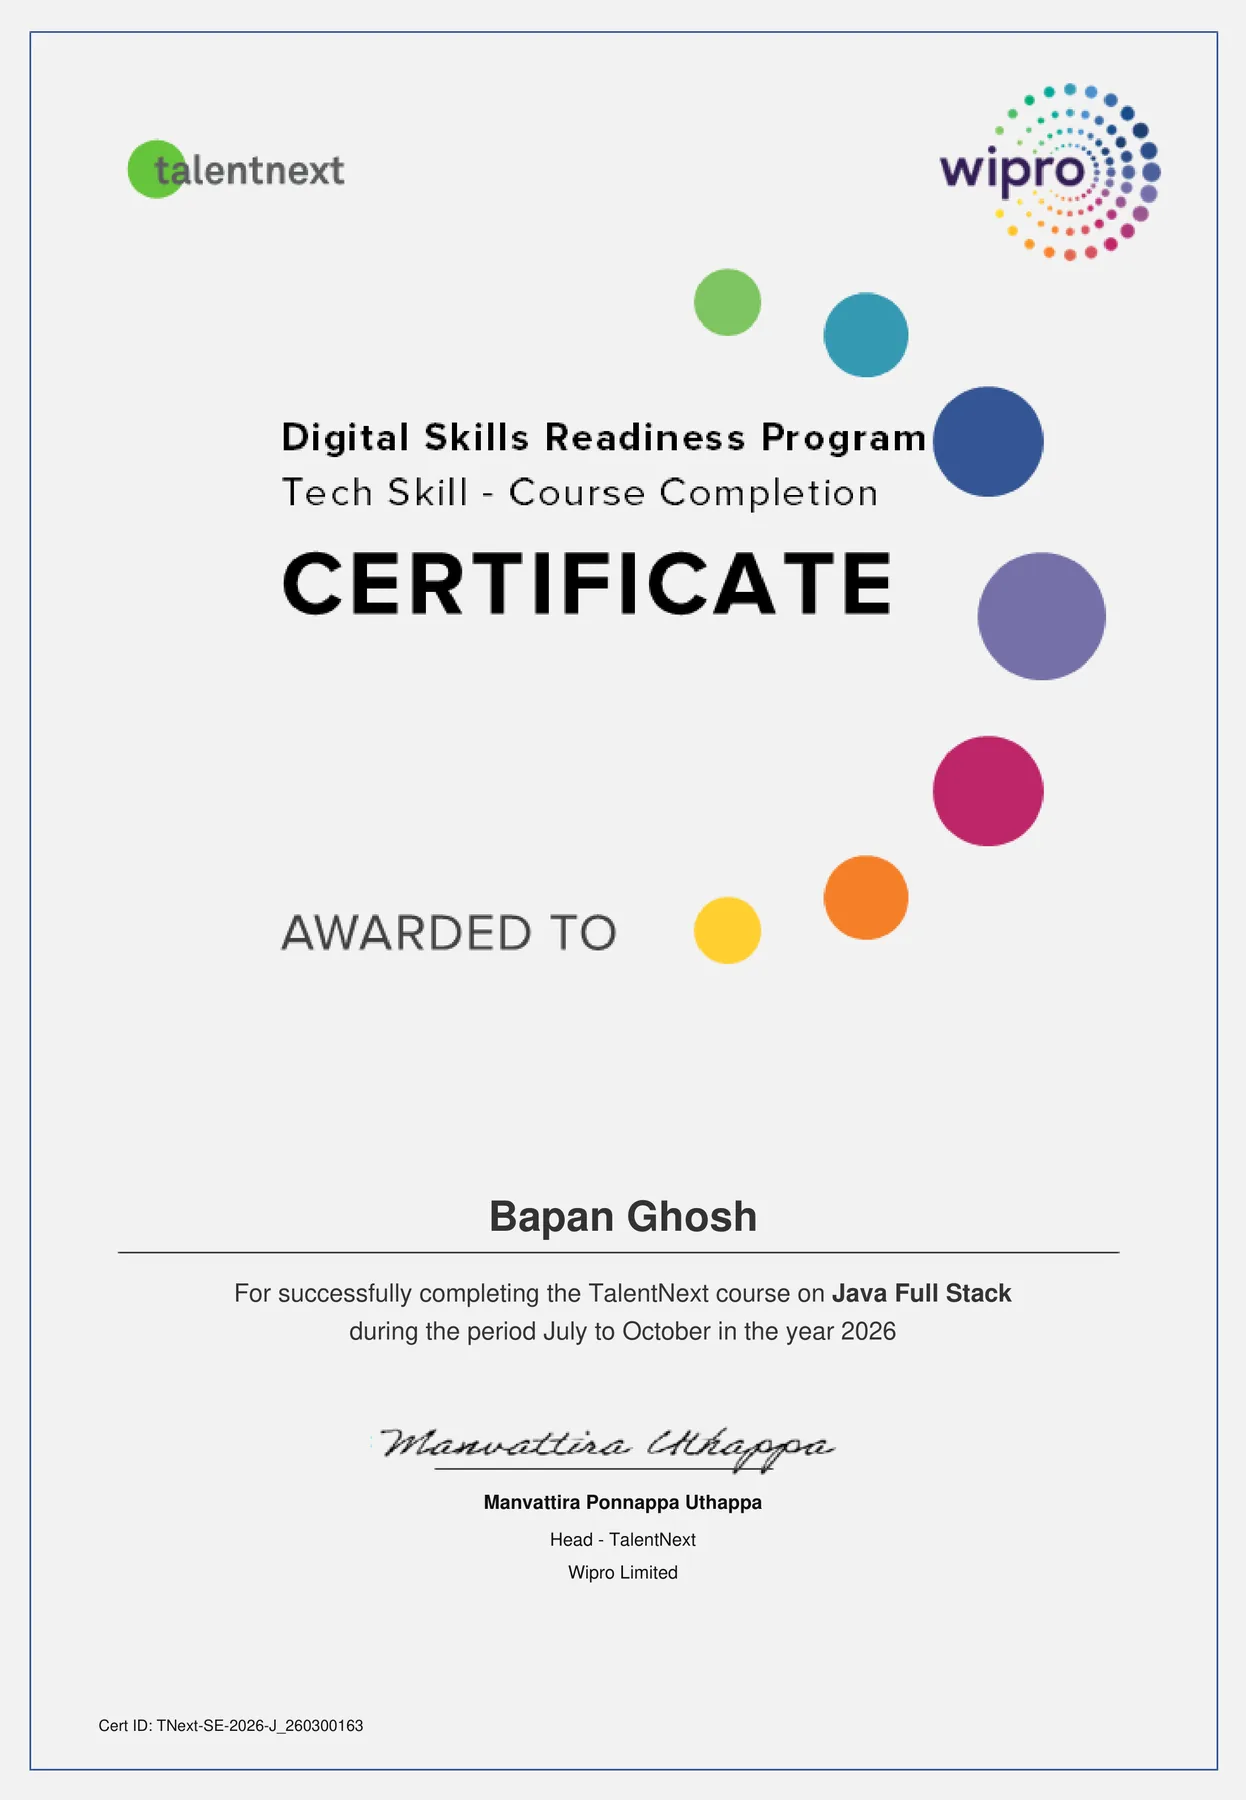 talentnext
wipro
Digital Skills Readiness Program
Tech Skill - Course Completion
CERTIFICATE
AWARDED TO
Bapan Ghosh
For successfully completing the TalentNext course on Java Full Stack
during the period July to October in the year 2026
Manvattira Uthappa
Manvattira Ponnappa Uthappa
Head - TalentNext
Wipro Limited
Cert ID: TNext-SE-2026-J_260300163